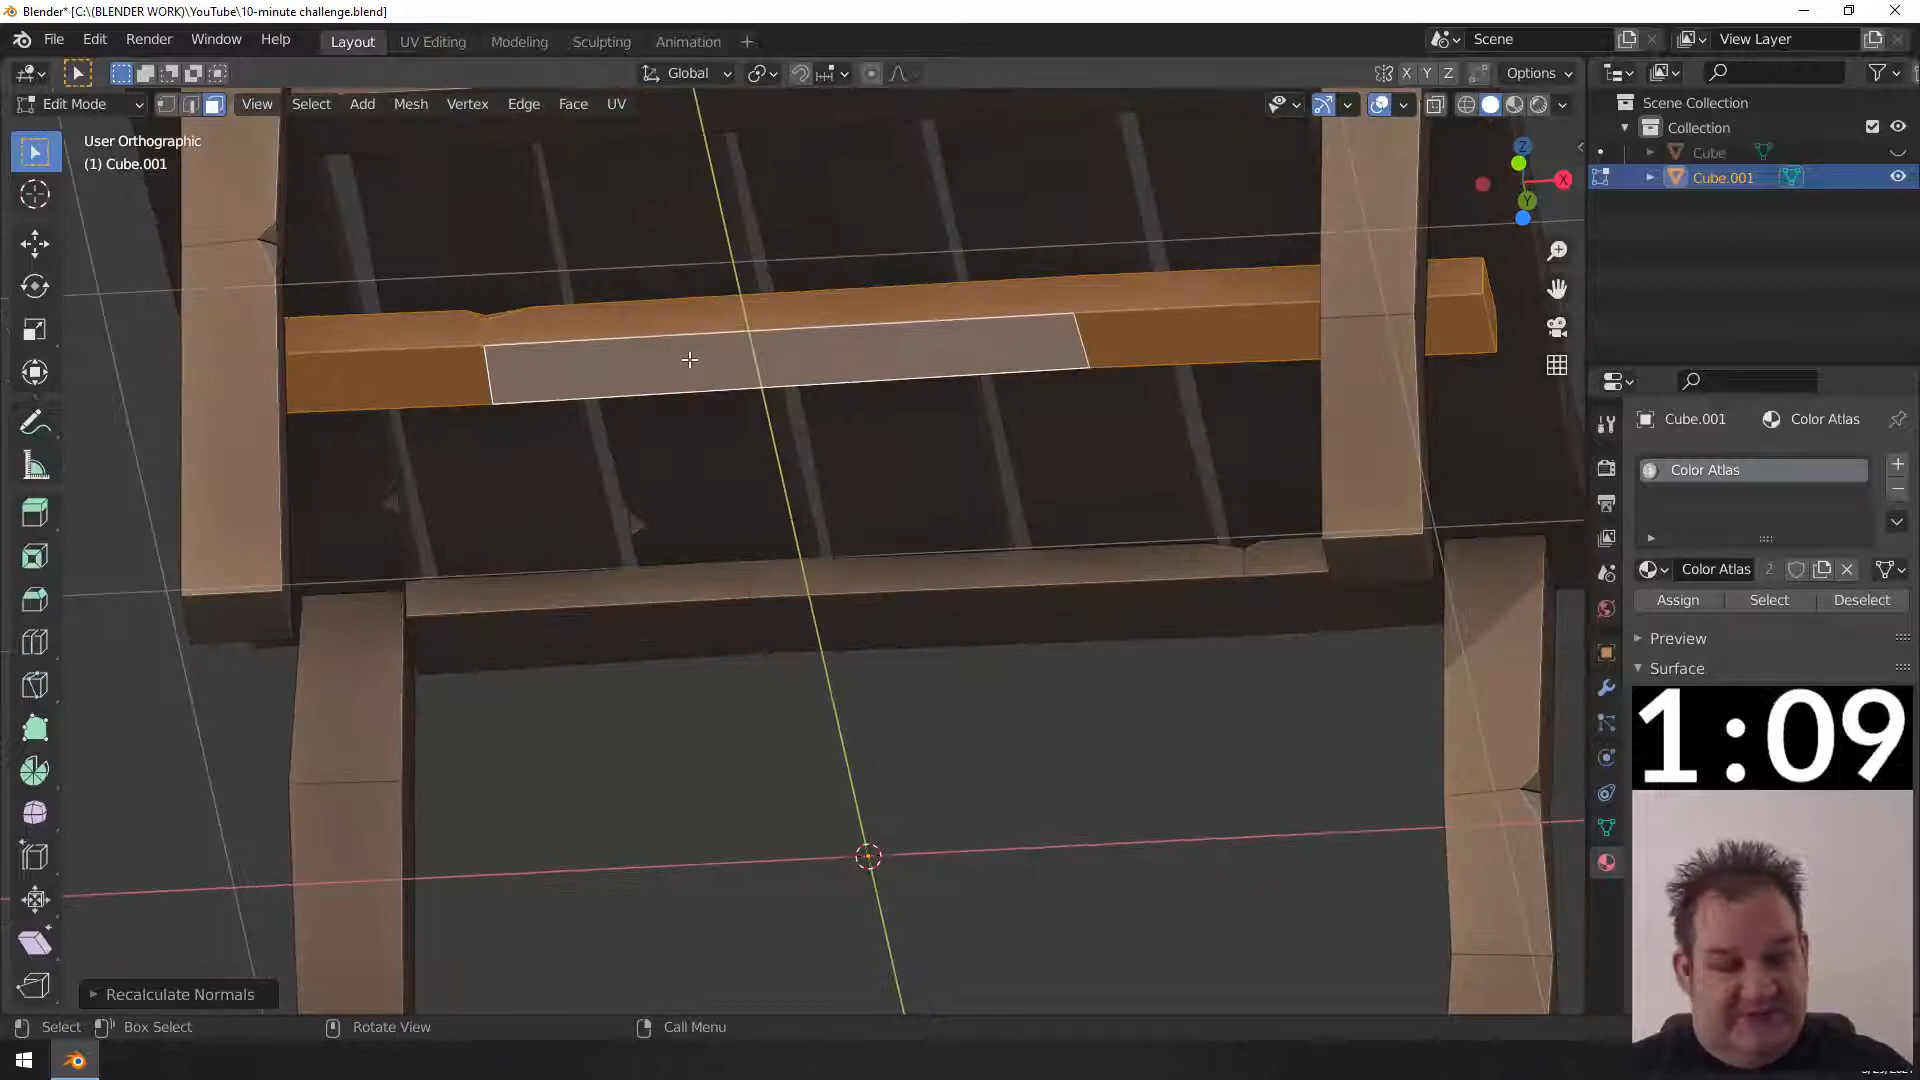 Blender* [C:\(BLENDER WORK)\YouTube\10-minute challenge.blend]
File Edit Render Window Help Layout UV Editing Modeling Sculpting Animation + Scene View Layer
Global X Y Z Options
Edit Mode View Select Add Mesh Vertex Edge Face UV
Scene Collection
Collection
User Orthographic
(1) Cube.001
Cube
Cube.001
Z
X
Y
Cube.001 Color Atlas
Color Atlas
Color Atlas 2
Assign Select Deselect
Preview
Surface
1:09
Recalculate Normals
Select Box Select Rotate View Call Menu